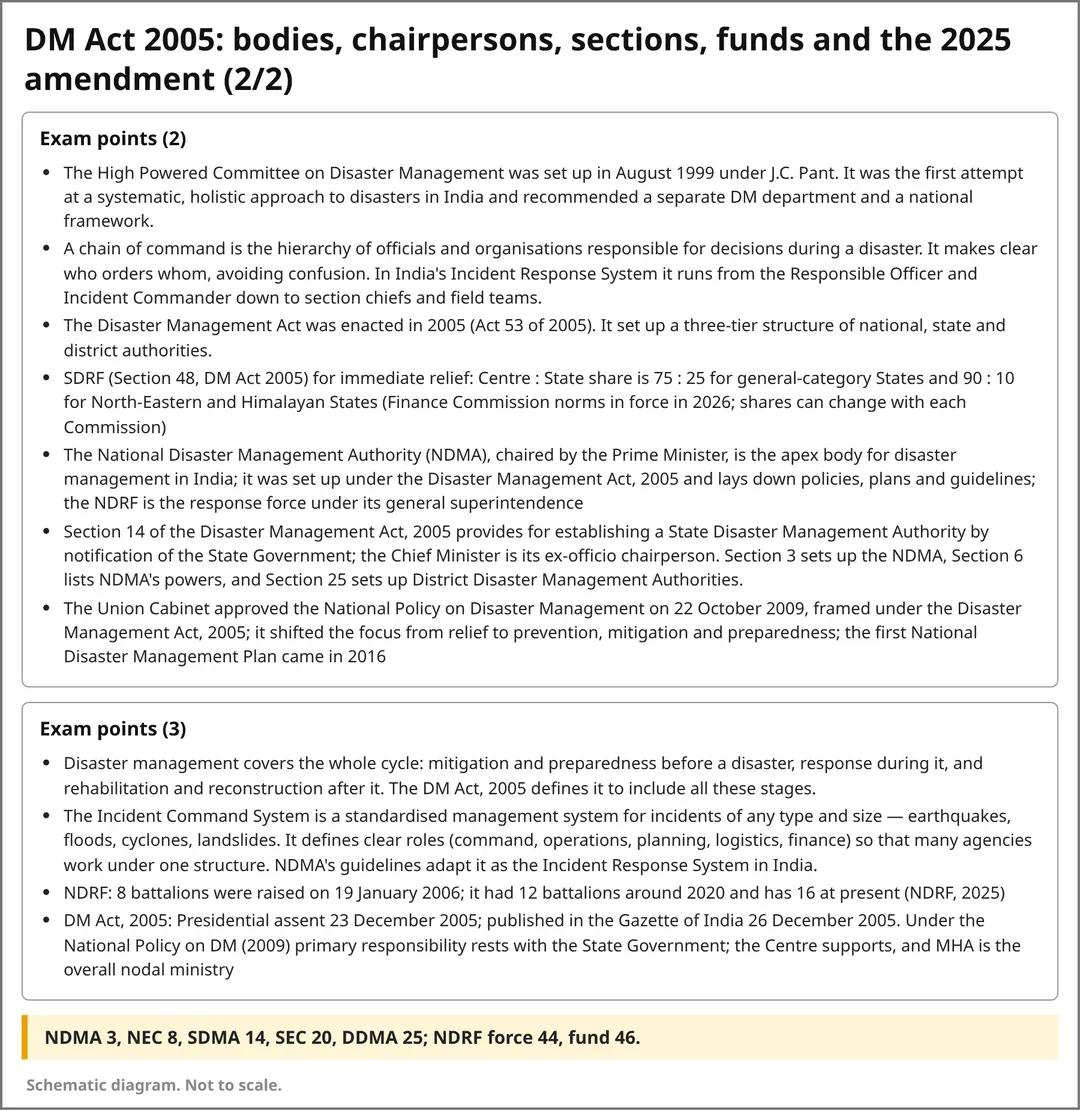 DM Act 2005: bodies, chairpersons, sections, funds and the 2025
amendment (2/2)
Exam points (2)
• The High Powered Committee on Disaster Management was set up in August 1999 under J.C. Pant. It was the first attempt
at a systematic, holistic approach to disasters in India and recommended a separate DM department and a national
framework.
• A chain of command is the hierarchy of officials and organisations responsible for decisions during a disaster. It makes clear
who orders whom, avoiding confusion. In India's Incident Response System it runs from the Responsible Officer and
Incident Commander down to section chiefs and field teams.
• The Disaster Management Act was enacted in 2005 (Act 53 of 2005). It set up a three-tier structure of national, state and
district authorities.
• SDRF (Section 48, DM Act 2005) for immediate relief: Centre : State share is 75 : 25 for general-category States and 90 : 10
for North-Eastern and Himalayan States (Finance Commission norms in force in 2026; shares can change with each
Commission)
• The National Disaster Management Authority (NDMA), chaired by the Prime Minister, is the apex body for disaster
management in India; it was set up under the Disaster Management Act, 2005 and lays down policies, plans and guidelines;
the NDRF is the response force under its general superintendence
• Section 14 of the Disaster Management Act, 2005 provides for establishing a State Disaster Management Authority by
notification of the State Government; the Chief Minister is its ex-officio chairperson. Section 3 sets up the NDMA, Section 6
lists NDMA's powers, and Section 25 sets up District Disaster Management Authorities.
• The Union Cabinet approved the National Policy on Disaster Management on 22 October 2009, framed under the Disaster
Management Act, 2005; it shifted the focus from relief to prevention, mitigation and preparedness; the first National
Disaster Management Plan came in 2016
Exam points (3)
• Disaster management covers the whole cycle: mitigation and preparedness before a disaster, response during it, and
rehabilitation and reconstruction after it. The DM Act, 2005 defines it to include all these stages.
• The Incident Command System is a standardised management system for incidents of any type and size — earthquakes,
floods, cyclones, landslides. It defines clear roles (command, operations, planning, logistics, finance) so that many agencies
work under one structure. NDMA's guidelines adapt it as the Incident Response System in India.
• NDRF: 8 battalions were raised on 19 January 2006; it had 12 battalions around 2020 and has 16 at present (NDRF, 2025)
• DM Act, 2005: Presidential assent 23 December 2005; published in the Gazette of India 26 December 2005. Under the
National Policy on DM (2009) primary responsibility rests with the State Government; the Centre supports, and MHA is the
overall nodal ministry
NDMA 3, NEC 8, SDMA 14, SEC 20, DDMA 25; NDRF force 44, fund 46.
Schematic diagram. Not to scale.